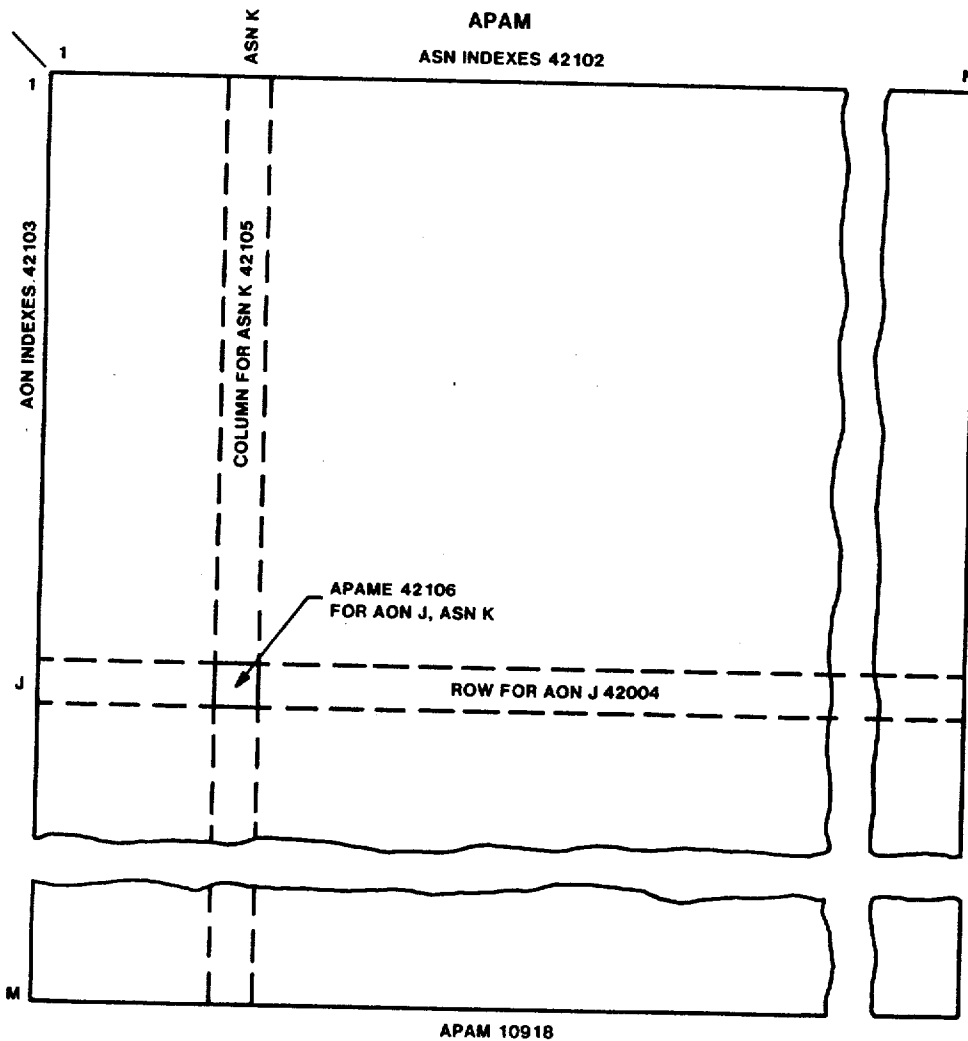 APAM
ASN K
1
ASN INDEXES 42102
1
AON INDEXES 42103
COLUMN FOR ASN K 42105
APAME 42106
FOR AON J, ASN K
J
ROW FOR AON J 42004
M
APAM 10918